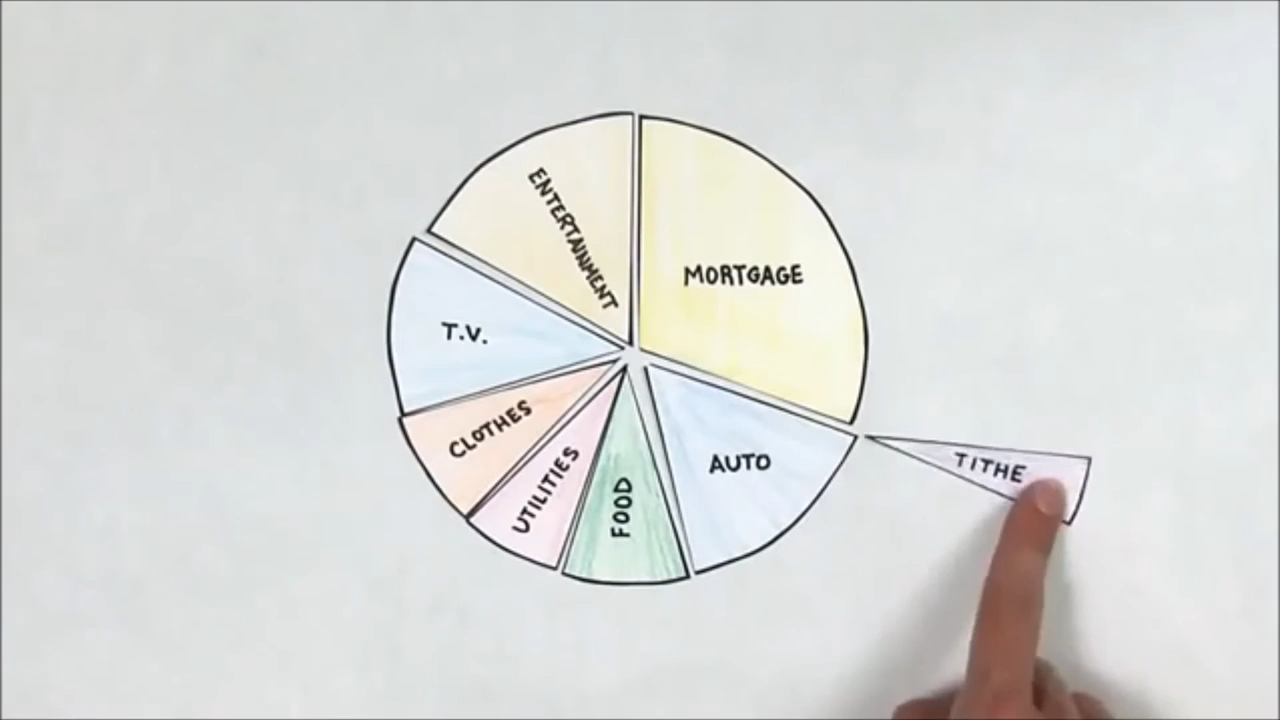 ENTERTAINMENT
MORTGAGE
T.V.
CLOTHES
UTILITIES
FOOD
AUTO
TITHE